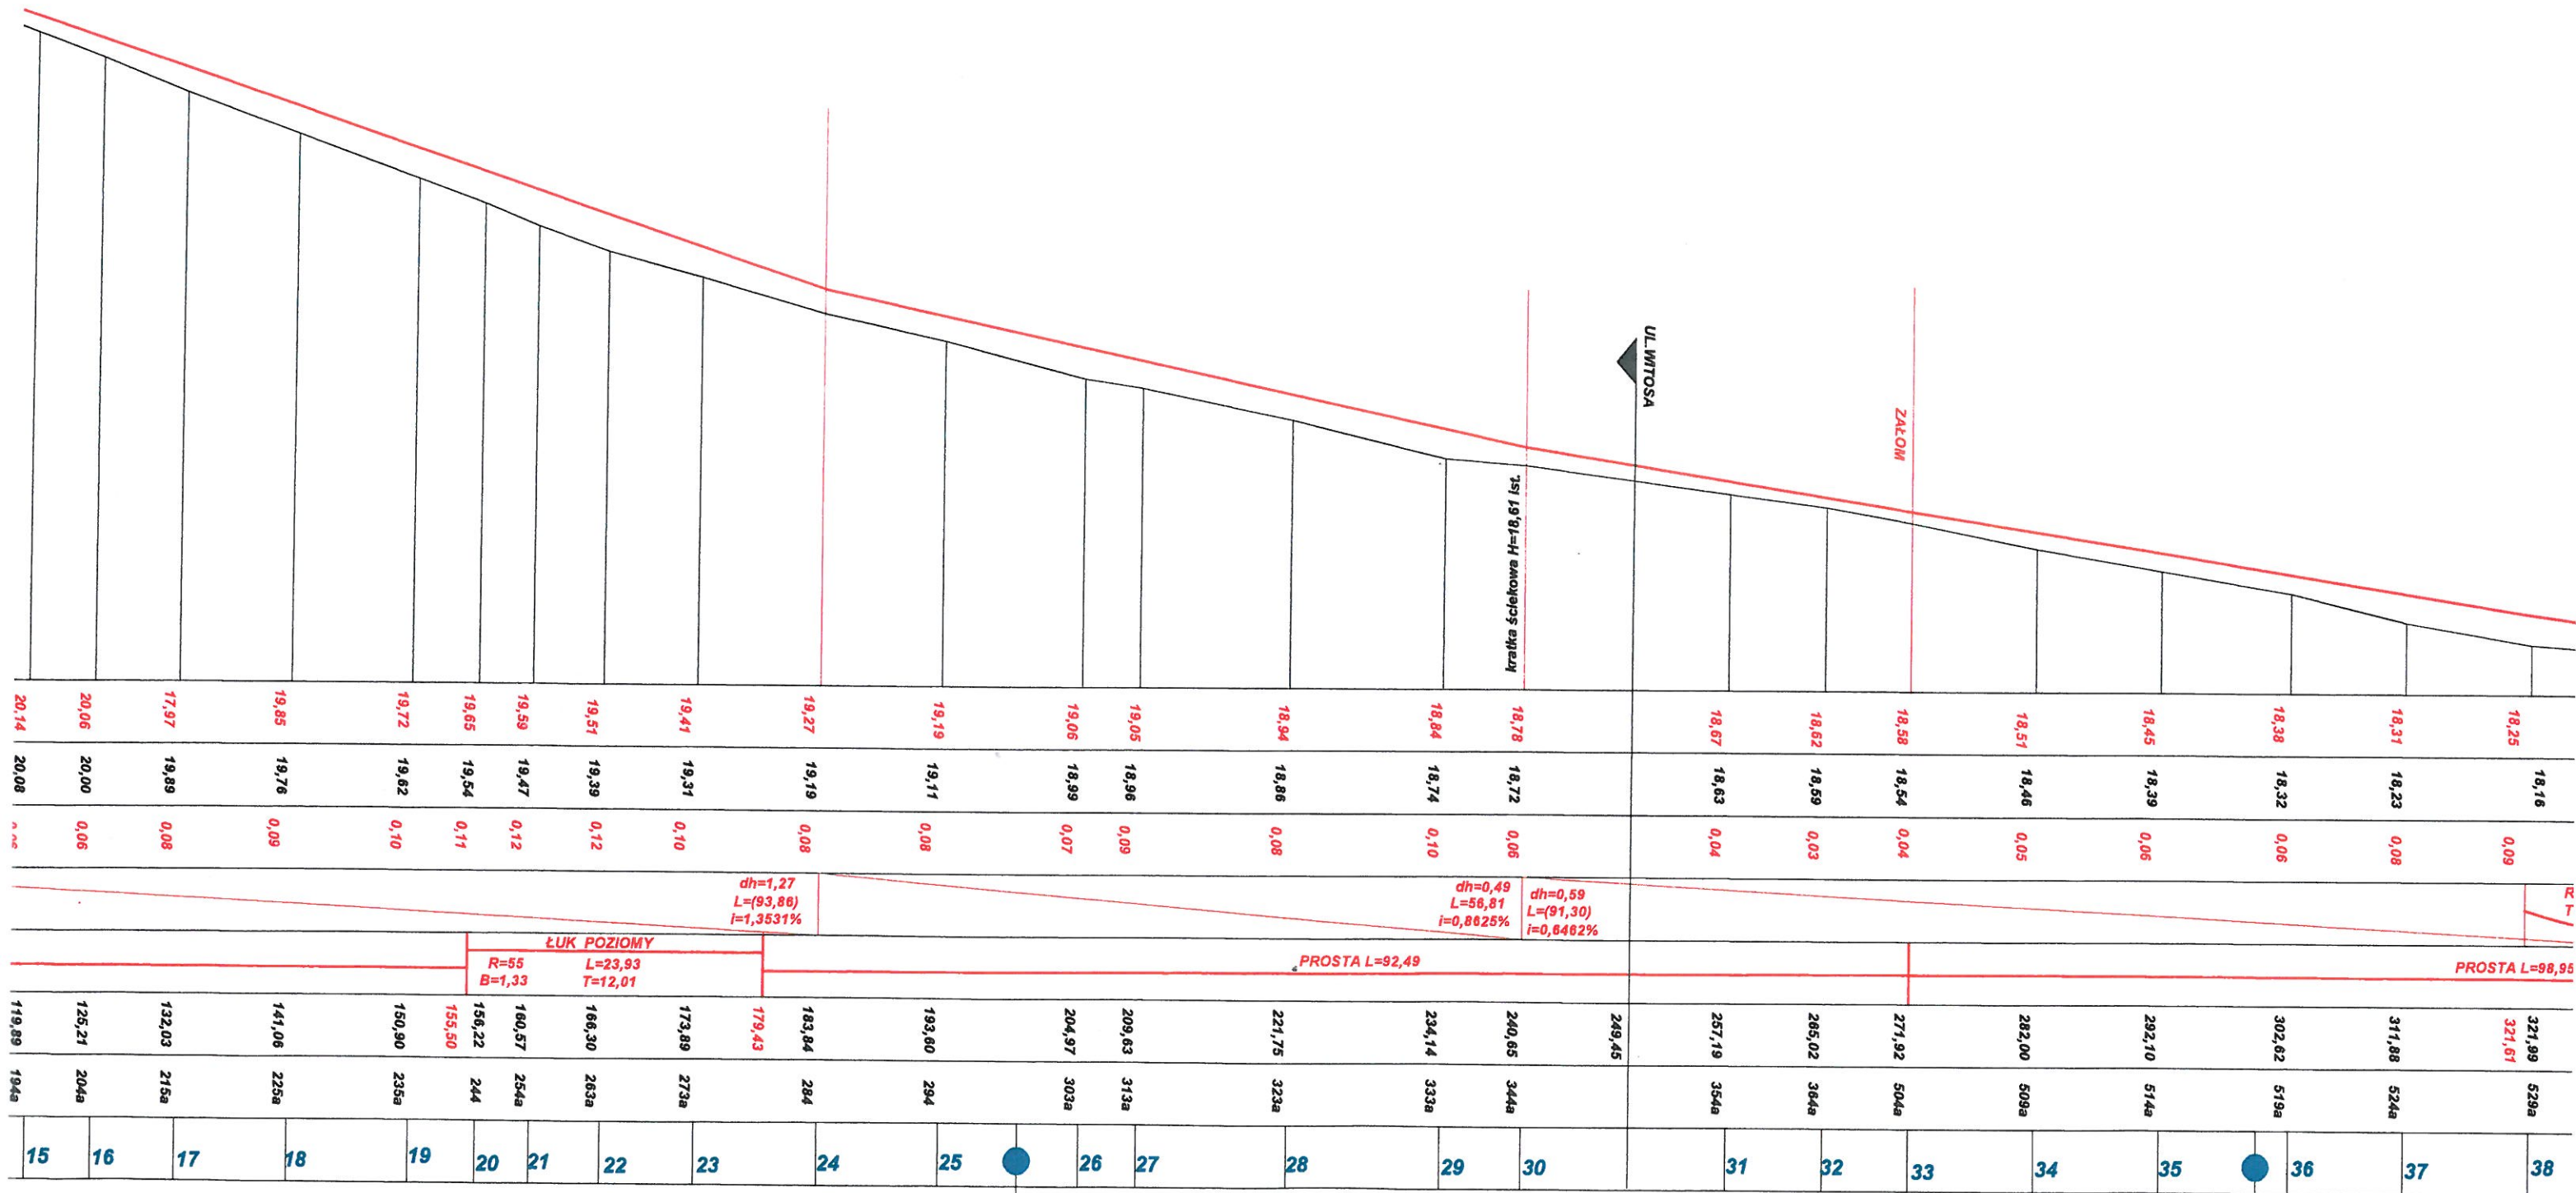 UL.WITOSA
ZAŁOM
kratka ściekowa H=18,61 ist.
20,14 20,06 17,97 19,85 19,72 19,65 19,59 19,51 19,41 19,27 19,19 19,06 19,05 18,94 18,84 18,78 18,67 18,62 18,58 18,51 18,45 18,38 18,31 18,25
20,08 20,00 19,89 19,76 19,62 19,54 19,47 19,39 19,31 19,19 19,11 18,99 18,96 18,86 18,74 18,72 18,63 18,59 18,54 18,46 18,39 18,32 18,23 18,16
0,06 0,08 0,09 0,10 0,11 0,12 0,12 0,10 0,08 0,08 0,07 0,09 0,08 0,10 0,06 0,04 0,03 0,04 0,05 0,06 0,06 0,08 0,09
dh=1,27
L=(93,86)
i=1,3531%
dh=0,49
L=56,81
i=0,8625%
dh=0,59
L=(91,30)
i=0,6462%
R
T
ŁUK POZIOMY
R=55 L=23,93
B=1,33 T=12,01
PROSTA L=92,49
PROSTA L=98,95
119,89 125,21 132,03 141,06 150,90 155,50 156,22 160,57 166,30 173,89 179,43 183,84 193,60 204,97 209,63 221,75 234,14 240,65 249,45 257,19 265,02 271,92 282,00 292,10 302,62 311,88 321,61 321,99
194a 204a 215a 225a 235a 244 254a 263a 273a 284 294 303a 313a 323a 333a 344a 354a 364a 504a 509a 514a 519a 524a 529a
15 16 17 18 19 20 21 22 23 24 25 26 27 28 29 30 31 32 33 34 35 36 37 38